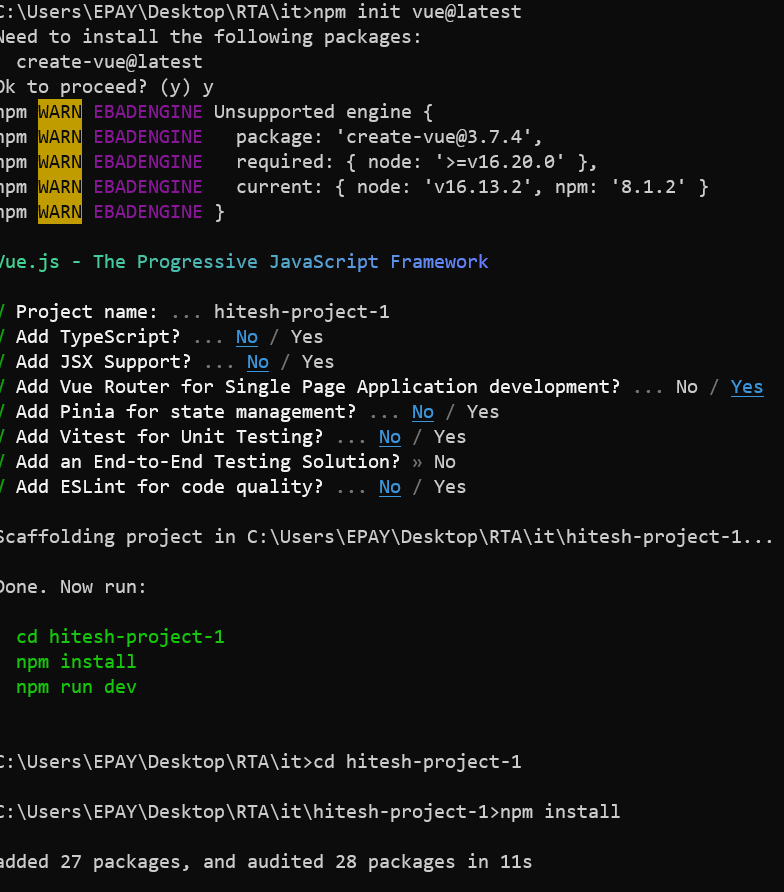 C:\Users\EPAY\Desktop\RTA\it>npm init vue@latest
Need to install the following packages:
  create-vue@latest
Ok to proceed? (y) y
npm WARN EBADENGINE Unsupported engine {
npm WARN EBADENGINE   package: 'create-vue@3.7.4',
npm WARN EBADENGINE   required: { node: '>=v16.20.0' },
npm WARN EBADENGINE   current: { node: 'v16.13.2', npm: '8.1.2' }
npm WARN EBADENGINE }
Vue.js - The Progressive JavaScript Framework
√ Project name: ... hitesh-project-1
√ Add TypeScript? ... No / Yes
√ Add JSX Support? ... No / Yes
√ Add Vue Router for Single Page Application development? ... No / Yes
√ Add Pinia for state management? ... No / Yes
√ Add Vitest for Unit Testing? ... No / Yes
√ Add an End-to-End Testing Solution? » No
√ Add ESLint for code quality? ... No / Yes
Scaffolding project in C:\Users\EPAY\Desktop\RTA\it\hitesh-project-1...
Done. Now run:
  cd hitesh-project-1
  npm install
  npm run dev
C:\Users\EPAY\Desktop\RTA\it>cd hitesh-project-1
C:\Users\EPAY\Desktop\RTA\it\hitesh-project-1>npm install
added 27 packages, and audited 28 packages in 11s